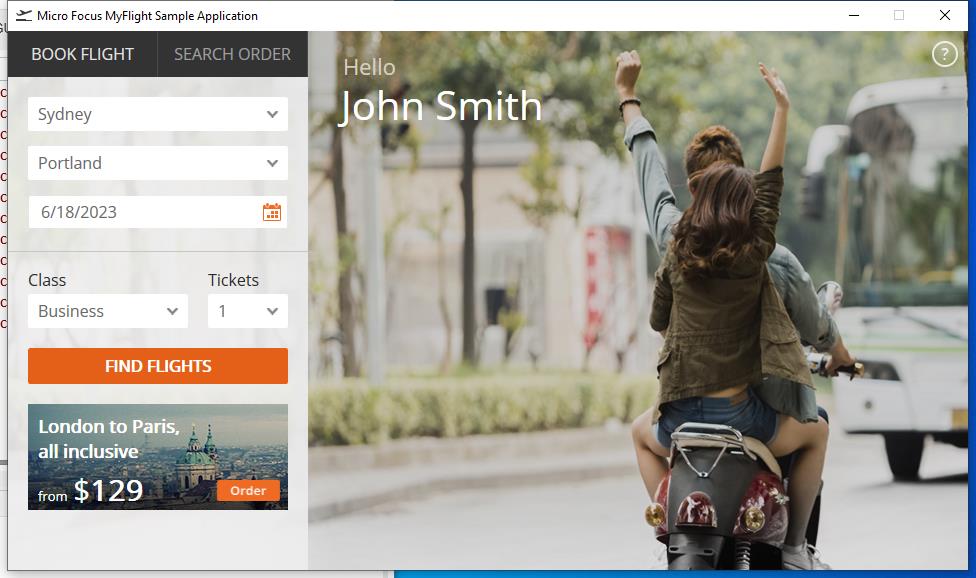 Micro Focus MyFlight Sample Application
BOOK FLIGHT
SEARCH ORDER
Hello
John Smith
?
Sydney
Portland
6/18/2023
Class
Tickets
Business
1
FIND FLIGHTS
London to Paris,
all inclusive
from $129
Order